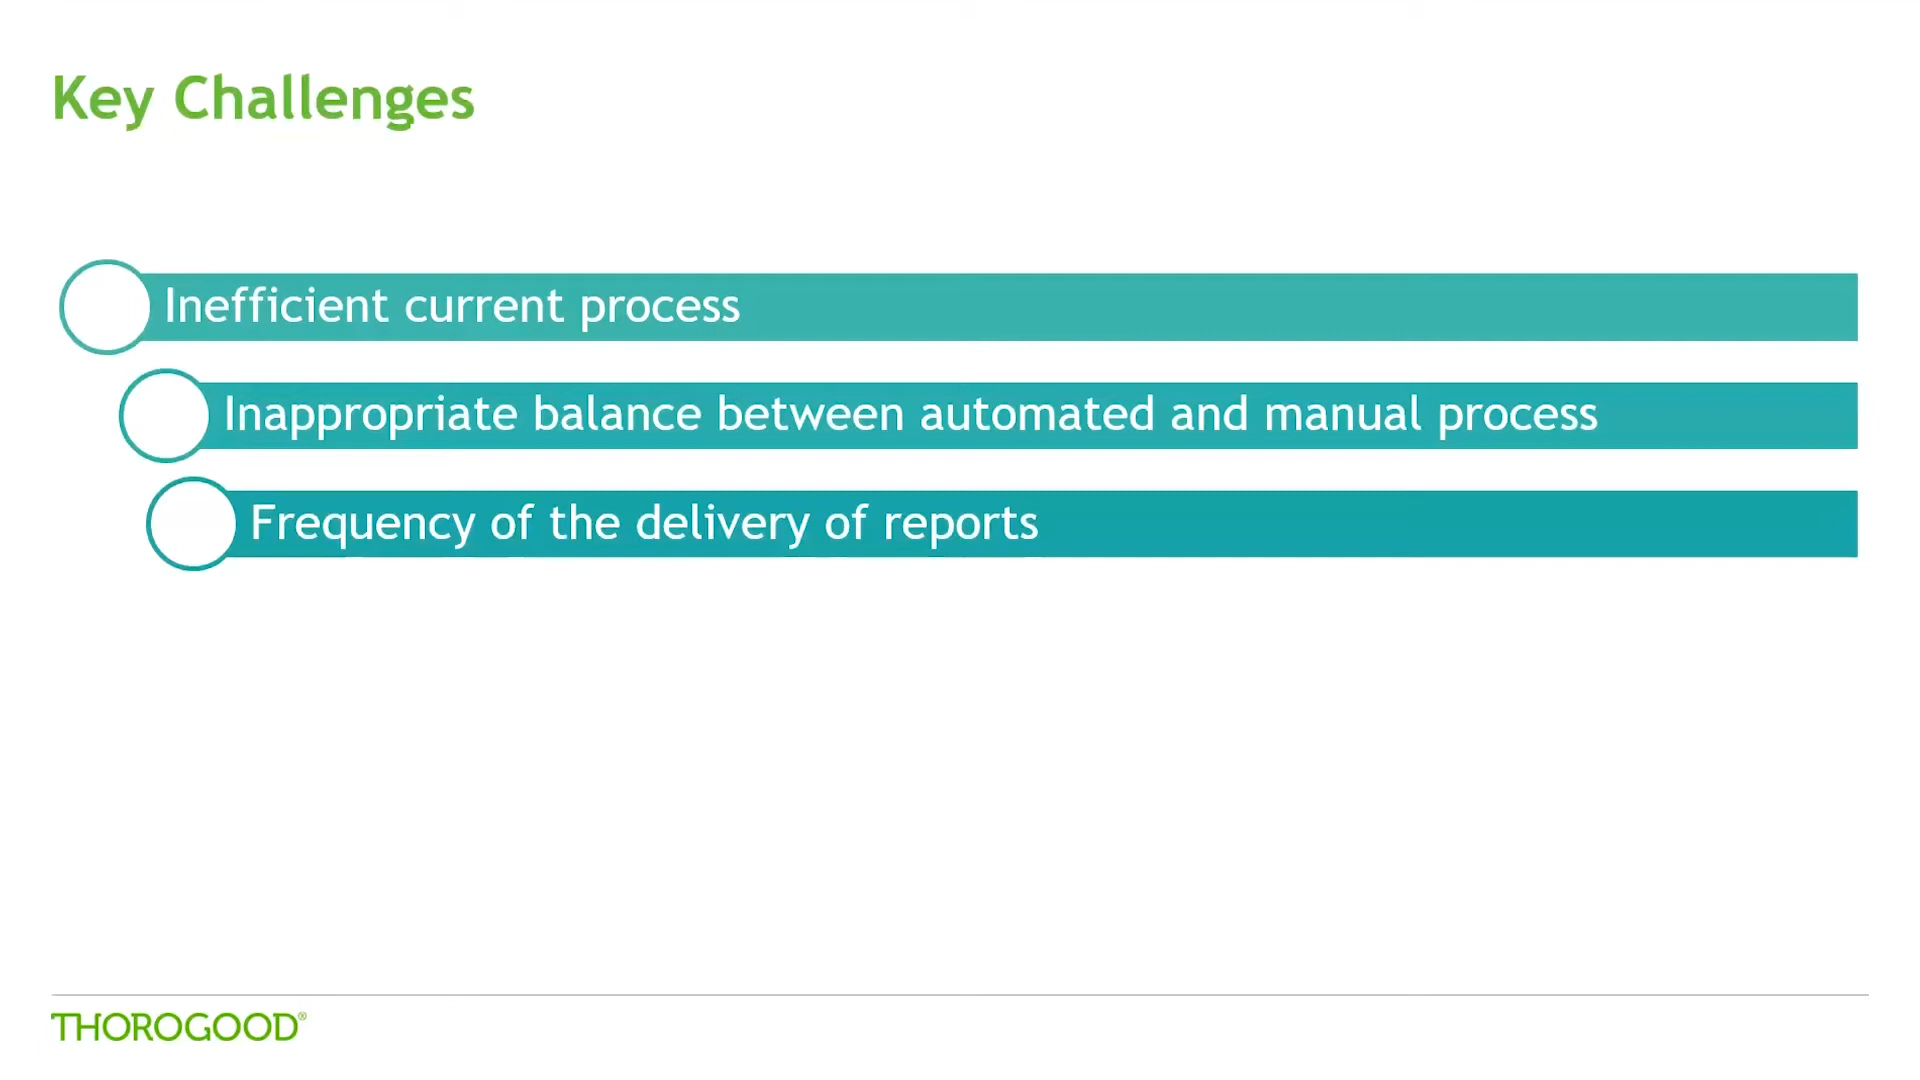 Key Challenges
Inefficient current process
Inappropriate balance between automated and manual process
Frequency of the delivery of reports
THOROGOOD®